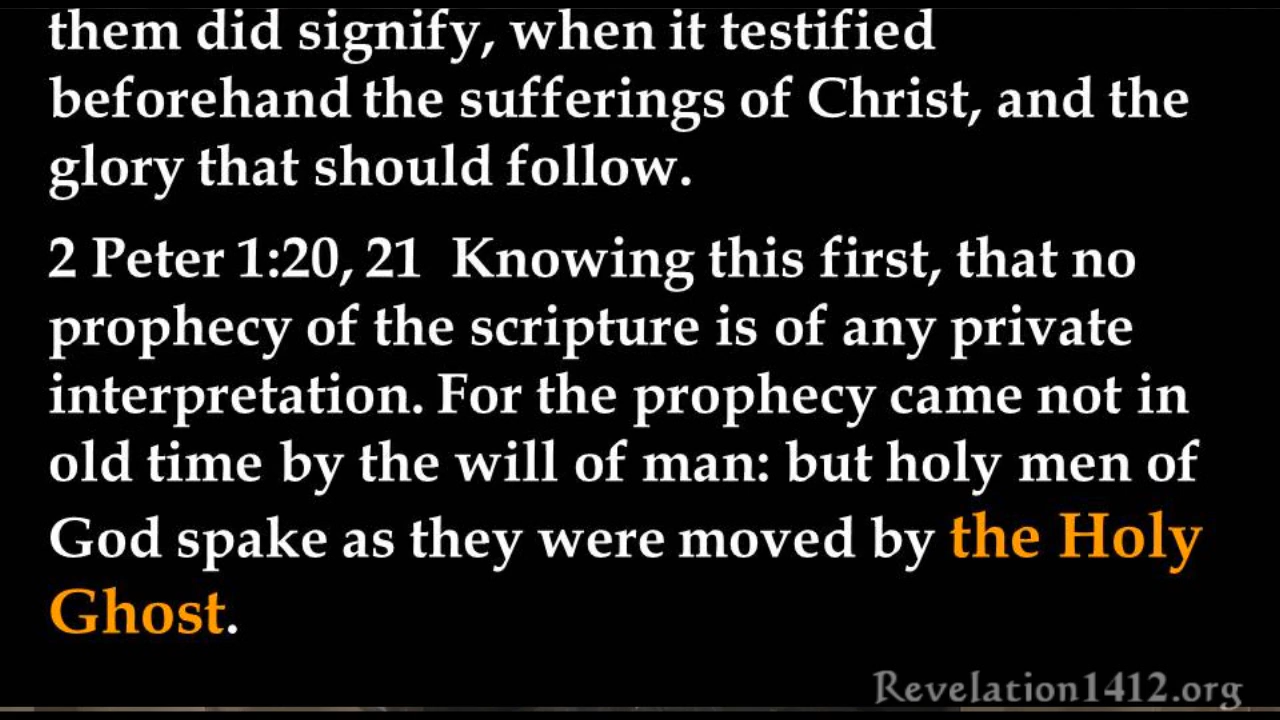 them did signify, when it testified
beforehand the sufferings of Christ, and the
glory that should follow.
2 Peter 1:20, 21  Knowing this first, that no
prophecy of the scripture is of any private
interpretation. For the prophecy came not in
old time by the will of man: but holy men of
God spake as they were moved by the Holy
Ghost.
Revelation1412.org